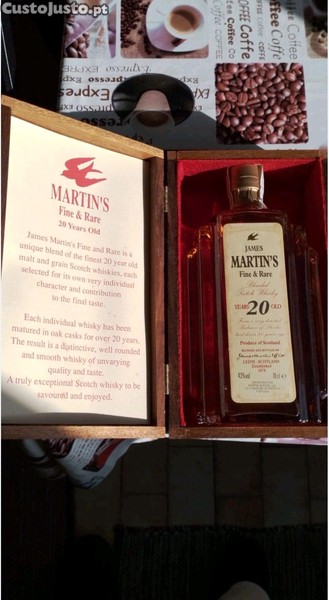 CustoJusto.pt
Coffee
Espresso
MARTIN'S
Fine & Rare
20 Years Old
James Martin's Fine and Rare is a
unique blend of the finest 20 year old
malt and grain Scotch whiskies, each
selected for its own very individual
character and contribution
to the final taste.
Each individual whisky has been
matured in oak casks for over 20 years.
The result is a distinctive, well rounded
and smooth whisky of unvarying
quality and taste.
A truly exceptional Scotch whisky to be
savoured and enjoyed.
JAMES
MARTIN'S
Fine & Rare
Blended
Scotch Whisky
YEARS 20 OLD
Produce of Scotland
LEITH - SCOTLAND